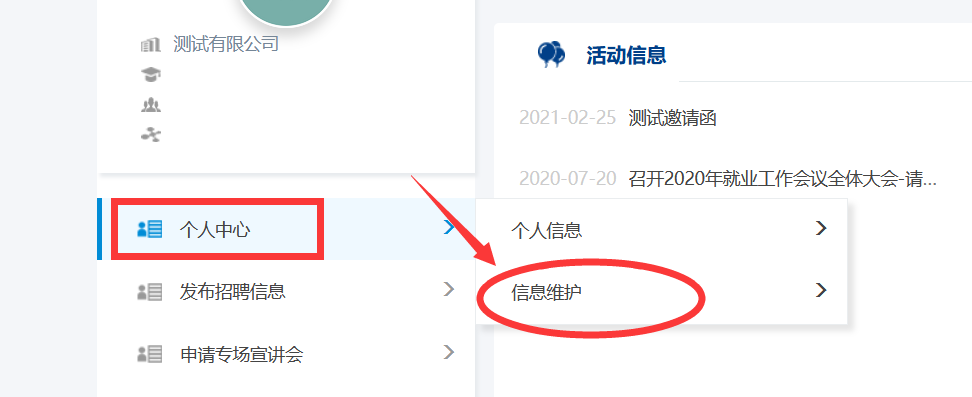 测试有限公司
活动信息
2021-02-25 测试邀请函
2020-07-20 召开2020年就业工作会议全体大会-请...
个人中心
个人信息
发布招聘信息
信息维护
申请专场宣讲会